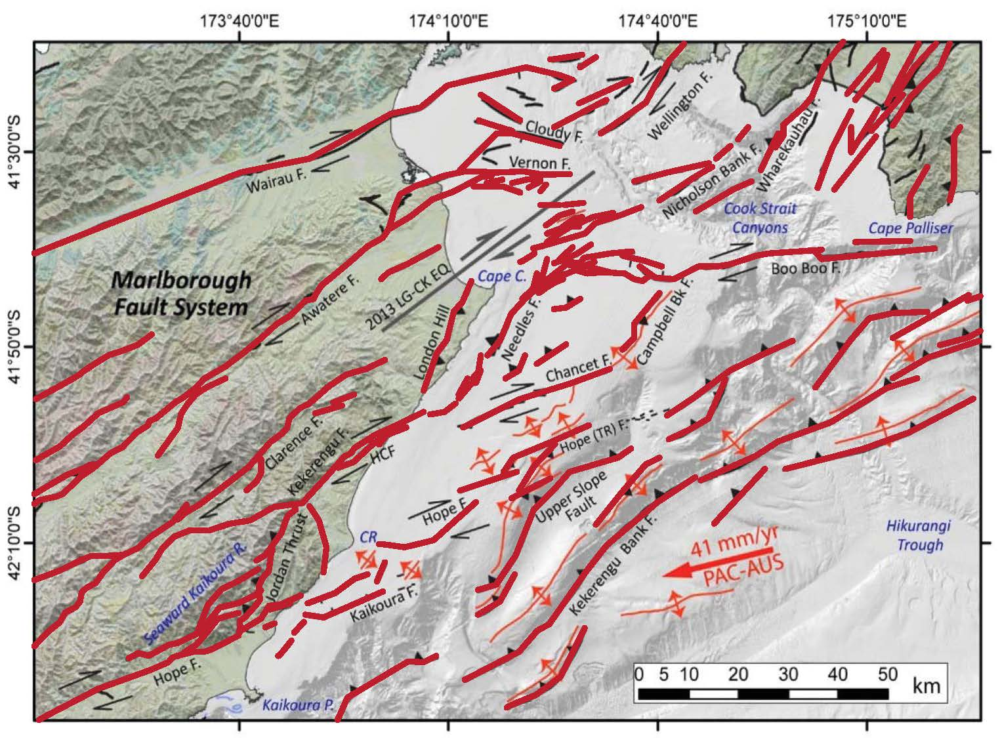 173°40'0"E
174°10'0"E
174°40'0"E
175°10'0"E
41°30'0"S
41°50'0"S
42°10'0"S
Wellington F.
Cloudy F.
Vernon F.
Wairau F.
Nicholson Bank F.
Wharekauhau F.
Cook Strait
Canyons
Cape Palliser
Marlborough
Fault System
Awatere F.
2013 LG-CK EQ
Cape C.
Boo Boo F.
London Hill
Needles F.
Campbell Bk F.
Chancet F.
Clarence F.
Kekerengu F.
HCF
Hope (TR) F.
Upper Slope
Fault
Hope F.
Jordan Thrust
CR
Seaward Kaikoura R.
Kaikoura F.
Kekerengu Bank F.
41 mm/yr
PAC-AUS
Hikurangi
Trough
Hope F.
Kaikoura P.
0 5 10 20 30 40 50
km